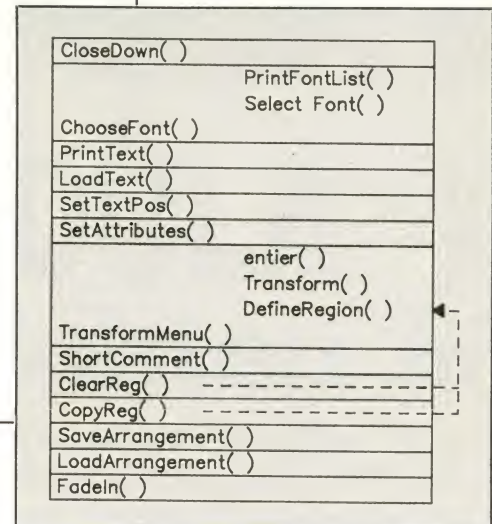 CloseDown( )
PrintFontList( )
Select Font( )
ChooseFont( )
PrintText( )
LoadText( )
SetTextPos( )
SetAttributes( )
entier( )
Transform( )
DefineRegion( )
TransformMenu( )
ShortComment( )
ClearReg( )
CopyReg( )
SaveArrangement( )
LoadArrangement( )
FadeIn( )